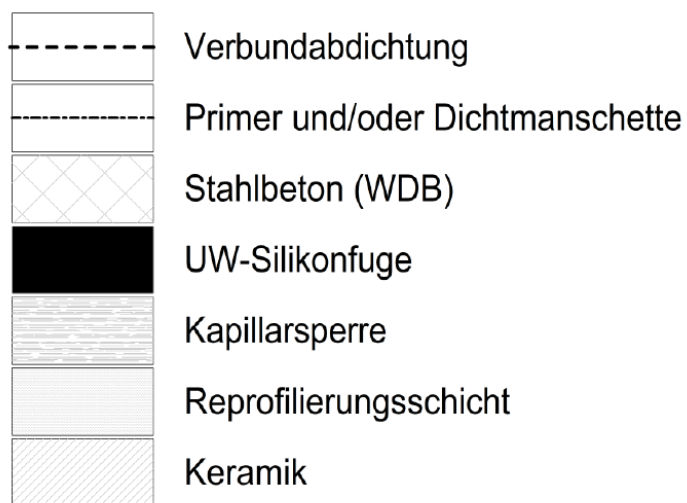 Verbundabdichtung
Primer und/oder Dichtmanschette
Stahlbeton (WDB)
UW-Silikonfuge
Kapillarsperre
Reprofilierungsschicht
Keramik